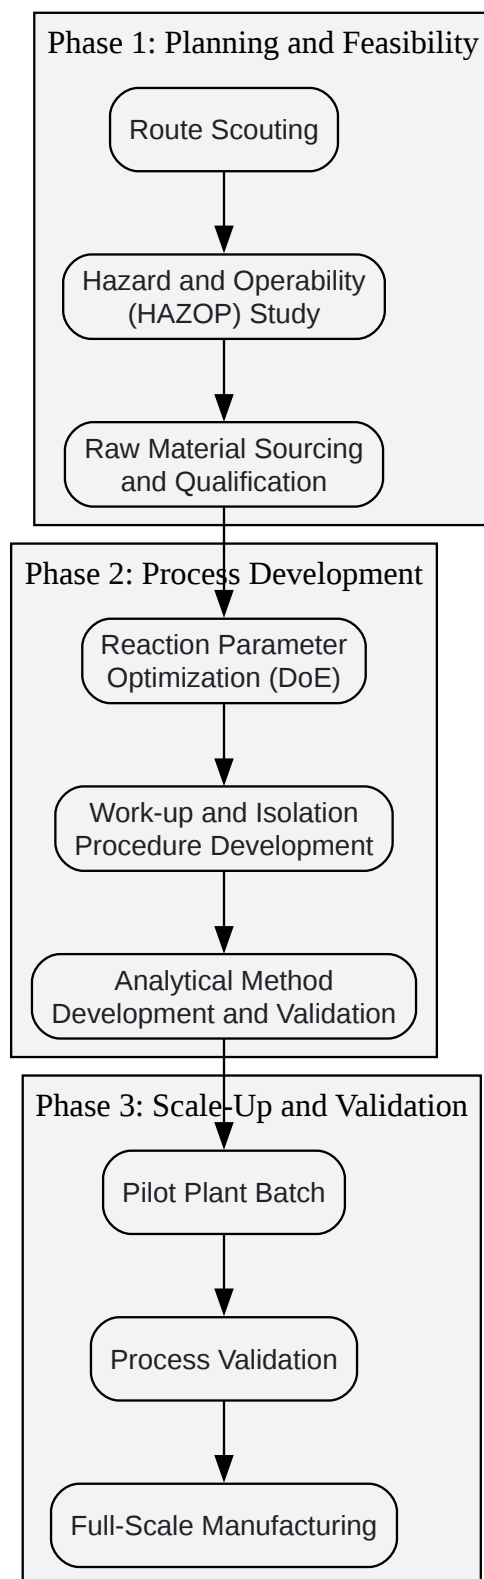 Phase 1: Planning and Feasibility
Route Scouting
Hazard and Operability
(HAZOP) Study
Raw Material Sourcing
and Qualification
Phase 2: Process Development
Reaction Parameter
Optimization (DoE)
Work-up and Isolation
Procedure Development
Analytical Method
Development and Validation
Phase 3: Scale-Up and Validation
Pilot Plant Batch
Process Validation
Full-Scale Manufacturing